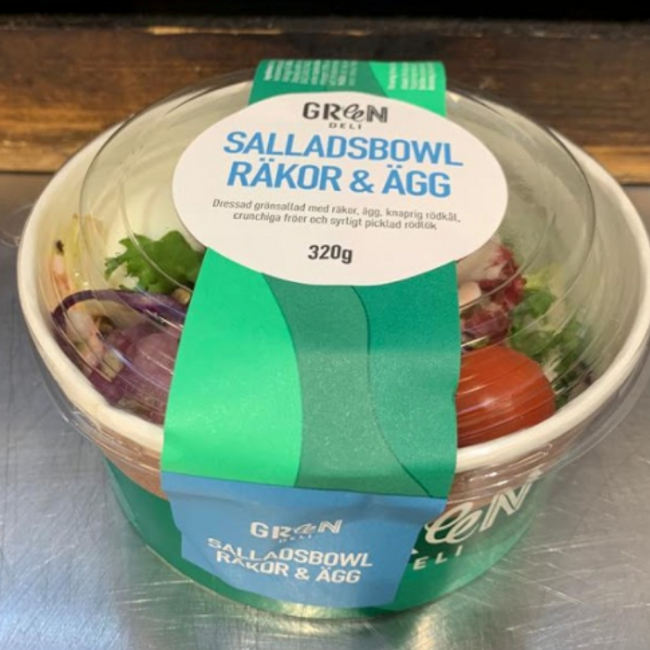 GREEN
DELI
SALLADSBOWL
RÄKOR & ÄGG
Dressad grönsallad med räkor, ägg, knaprig rödkål,
crunchiga fröer och syrligt picklad rödlök
320g
GREEN
DELI
SALLADSBOWL
RÄKOR & ÄGG
DELI